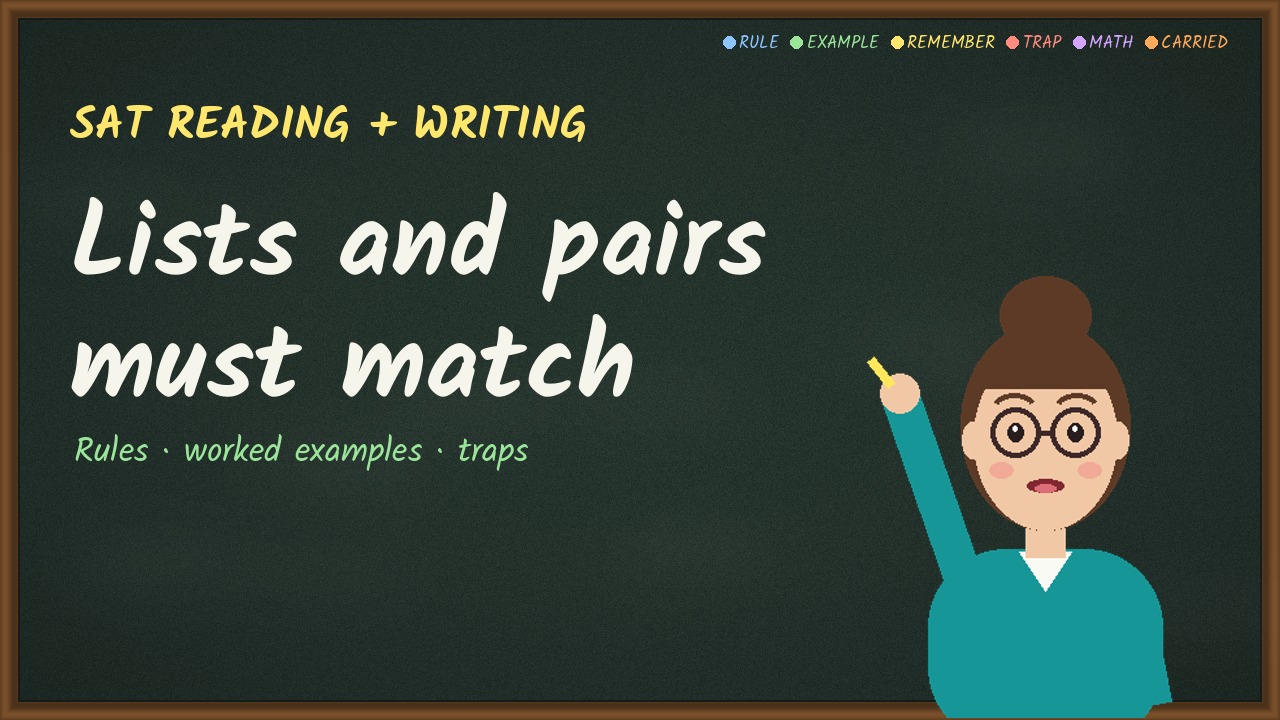 RULE EXAMPLE REMEMBER TRAP MATH CARRIED
SAT READING + WRITING
Lists and pairs
must match
Rules · worked examples · traps